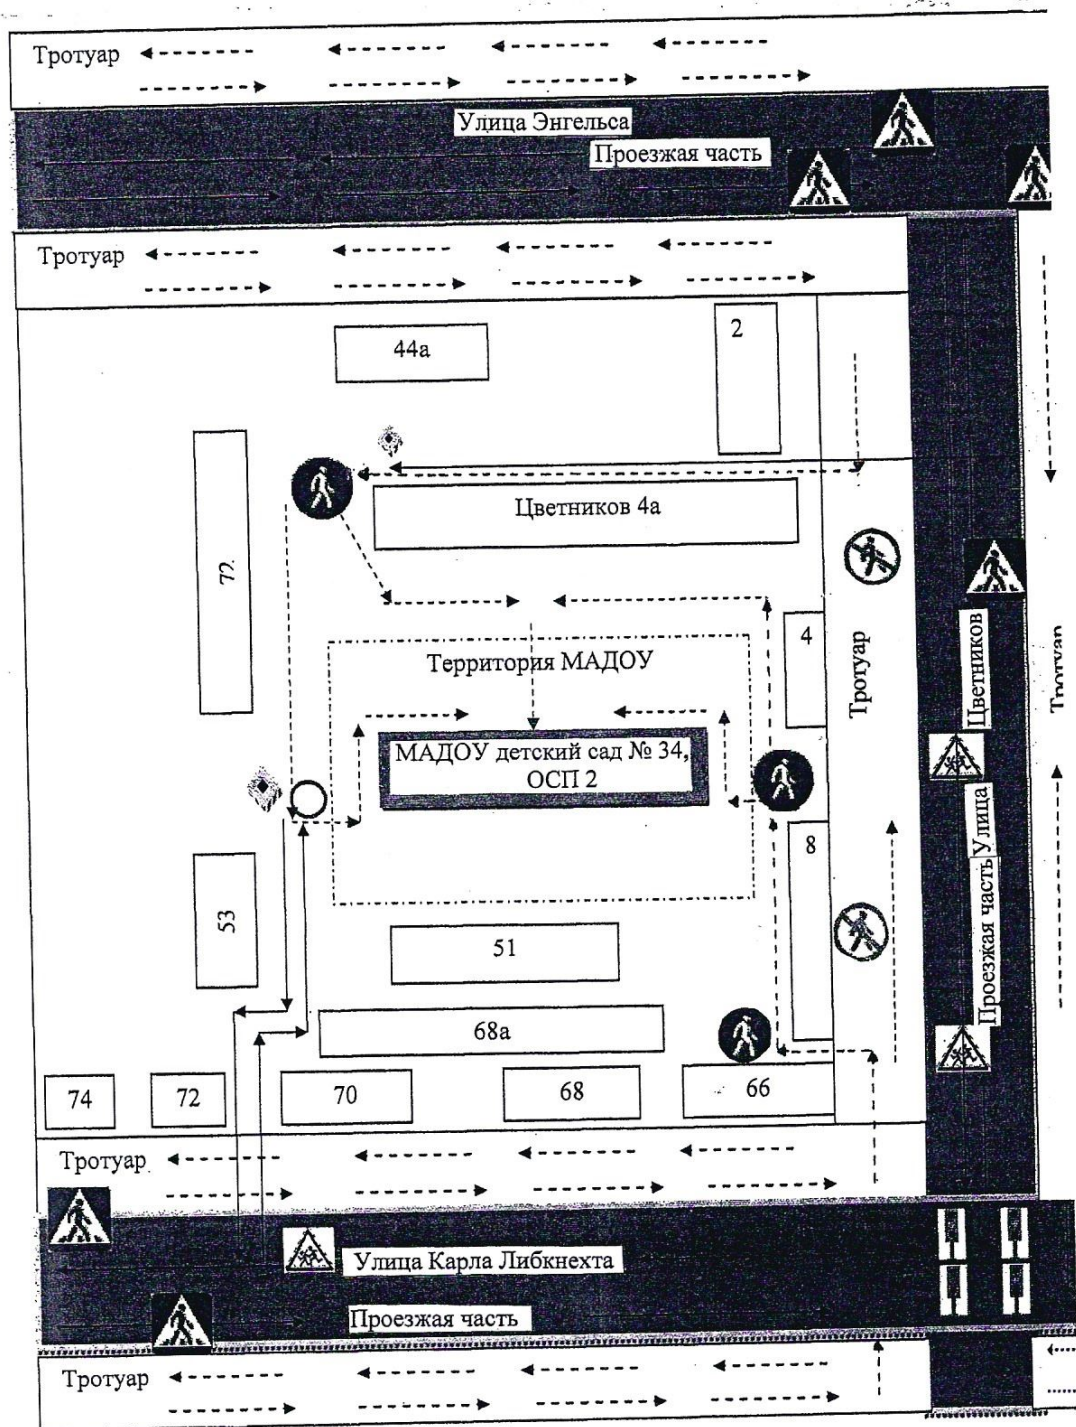 Тротуар
Улица Энгельса
Проезжая часть
Тротуар
44а
2
Цветников 4а
72
4
Территория МАДОУ
Тротуар
Цветников
Тротуар
МАДОУ детский сад № 34,
ОСП 2
Улица
Проезжая часть
8
53
51
68а
74
72
70
68
66
Тротуар
Улица Карла Либкнехта
Проезжая часть
Тротуар